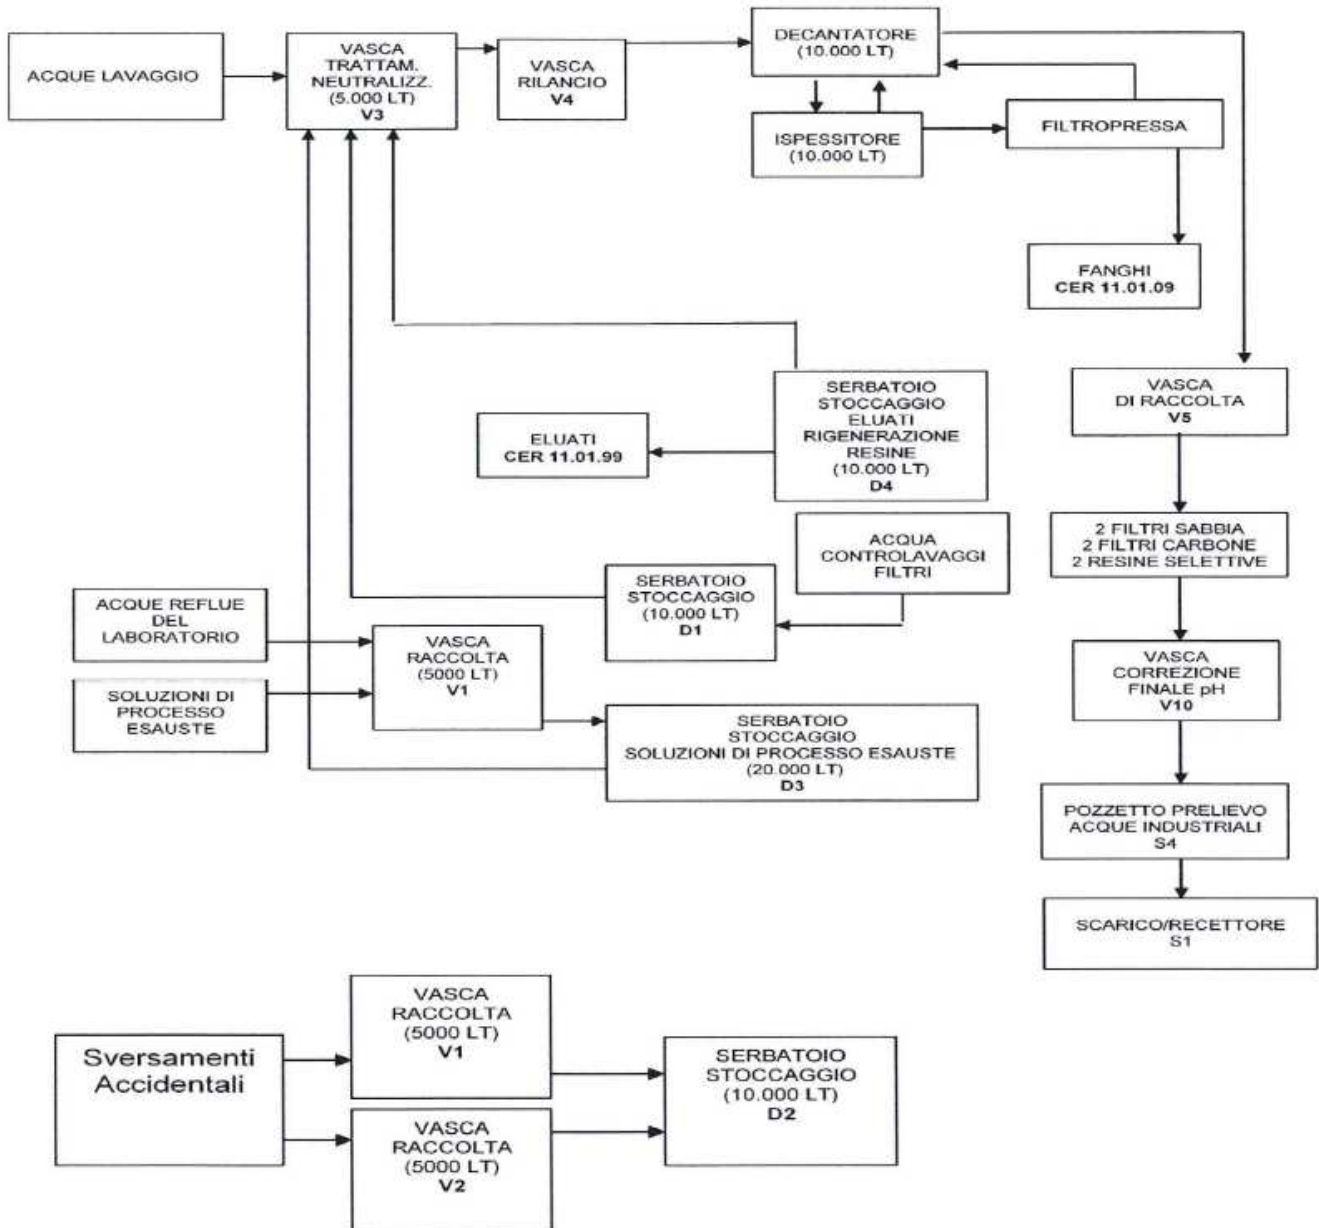 ACQUE LAVAGGIO
VASCA
TRATTAM.
NEUTRALIZZ.
(5.000 LT)
V3
VASCA
RILANCIO
V4
DECANTATORE
(10.000 LT)
ISPESSITORE
(10.000 LT)
FILTROPRESSA
FANGHI
CER 11.01.09
SERBATOIO
STOCCAGGIO
ELUATI
RIGENERAZIONE
RESINE
(10.000 LT)
D4
ELUATI
CER 11.01.99
VASCA
DI RACCOLTA
V5
2 FILTRI SABBIA
2 FILTRI CARBONE
2 RESINE SELETTIVE
ACQUA
CONTROLAVAGGI
FILTRI
SERBATOIO
STOCCAGGIO
(10.000 LT)
D1
ACQUE REFLUE
DEL
LABORATORIO
VASCA
RACCOLTA
(5000 LT)
V1
SOLUZIONI DI
PROCESSO
ESAUSTE
SERBATOIO
STOCCAGGIO
SOLUZIONI DI PROCESSO ESAUSTE
(20.000 LT)
D3
VASCA
CORREZIONE
FINALE pH
V10
POZZETTO PRELIEVO
ACQUE INDUSTRIALI
S4
SCARICO/RECETTORE
S1
Sversamenti
Accidentali
VASCA
RACCOLTA
(5000 LT)
V1
VASCA
RACCOLTA
(5000 LT)
V2
SERBATOIO
STOCCAGGIO
(10.000 LT)
D2